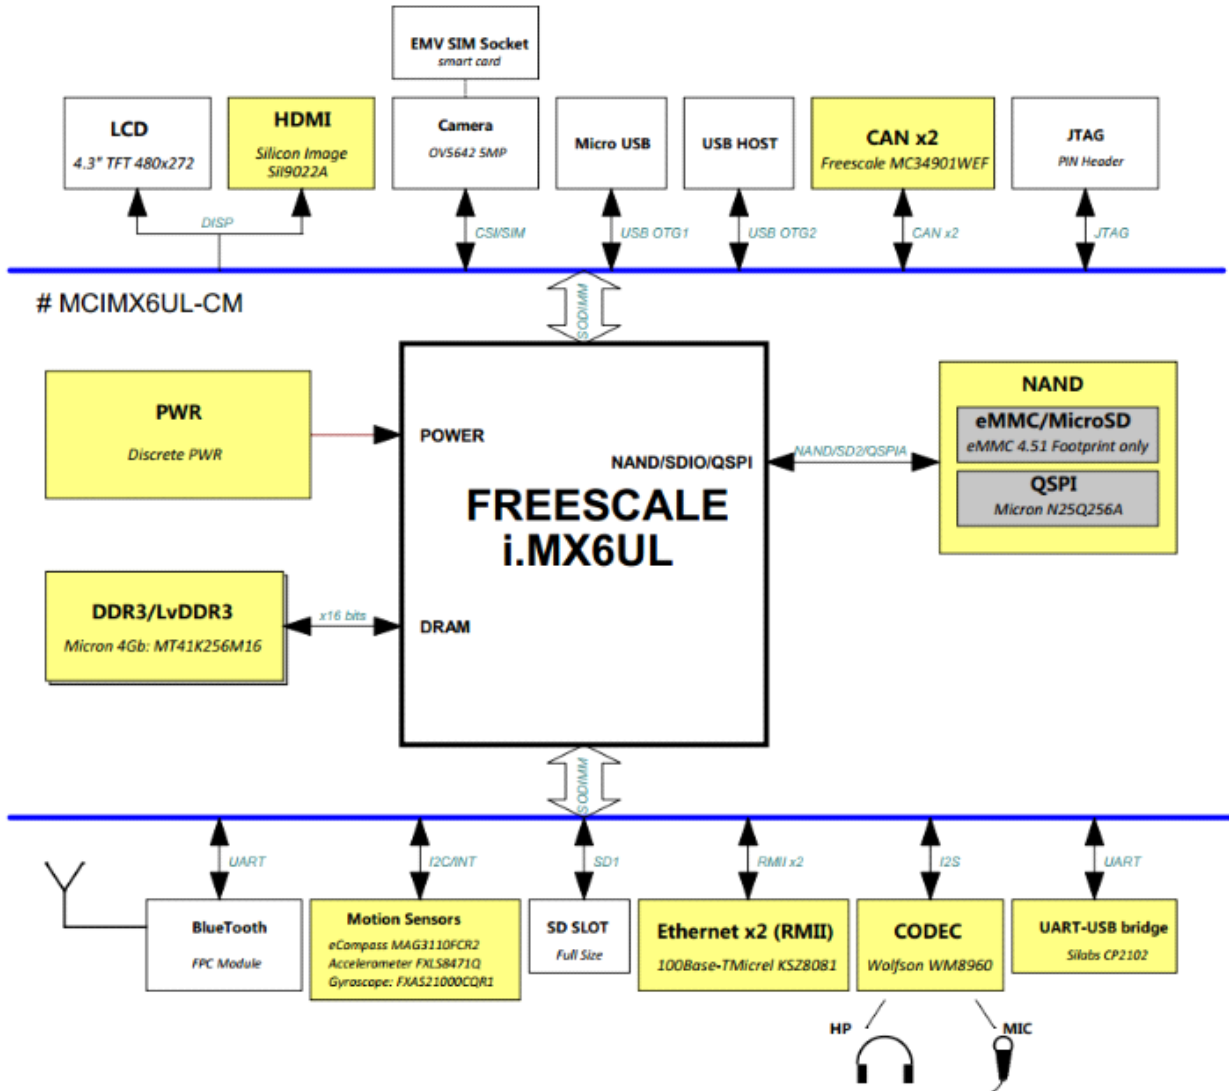 EMV SIM Socket
smart card
LCD
4.3" TFT 480x272
HDMI
Silicon Image
SiI9022A
Camera
OV5642 5MP
Micro USB
USB HOST
CAN x2
Freescale MC34901WEF
JTAG
PIN Header
DISP
CSI/SIM
USB OTG1
USB OTG2
CAN x2
JTAG
# MCIMX6UL-CM
SODIMM
PWR
Discrete PWR
POWER
NAND/SDIO/QSPI
NAND/SD2/QSPIA
NAND
eMMC/MicroSD
eMMC 4.51 Footprint only
QSPI
Micron N25Q256A
FREESCALE
i.MX6UL
DDR3/LvDDR3
Micron 4Gb: MT41K256M16
x16 bits
DRAM
SODIMM
UART
I2C/INT
SD1
RMII x2
I2S
UART
BlueTooth
FPC Module
Motion Sensors
eCompass MAG3110FCR2
Accelerometer FXLS8471Q
Gyroscape: FXAS21000CQR1
SD SLOT
Full Size
Ethernet x2 (RMII)
100Base-TMicrel KSZ8081
CODEC
Wolfson WM8960
UART-USB bridge
Silabs CP2102
HP
MIC